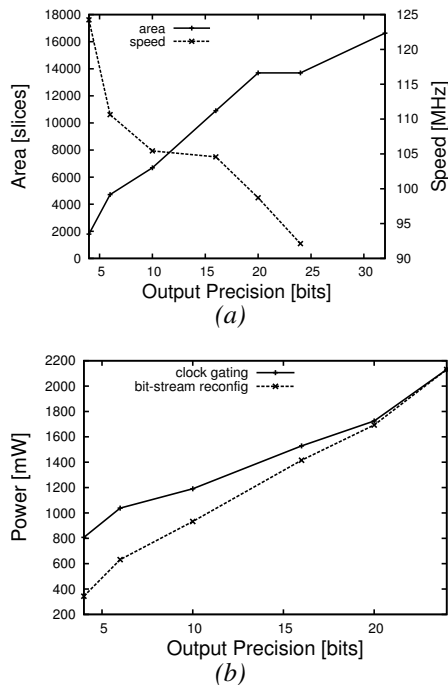 area
speed
18000
16000
14000
12000
10000
8000
6000
4000
2000
0
Area [slices]
125
120
115
110
105
100
95
90
Speed [MHz]
5 10 15 20 25 30
Output Precision [bits]
(a)
clock gating
bit-stream reconfig
2200
2000
1800
1600
1400
1200
1000
800
600
400
200
Power [mW]
5 10 15 20
Output Precision [bits]
(b)